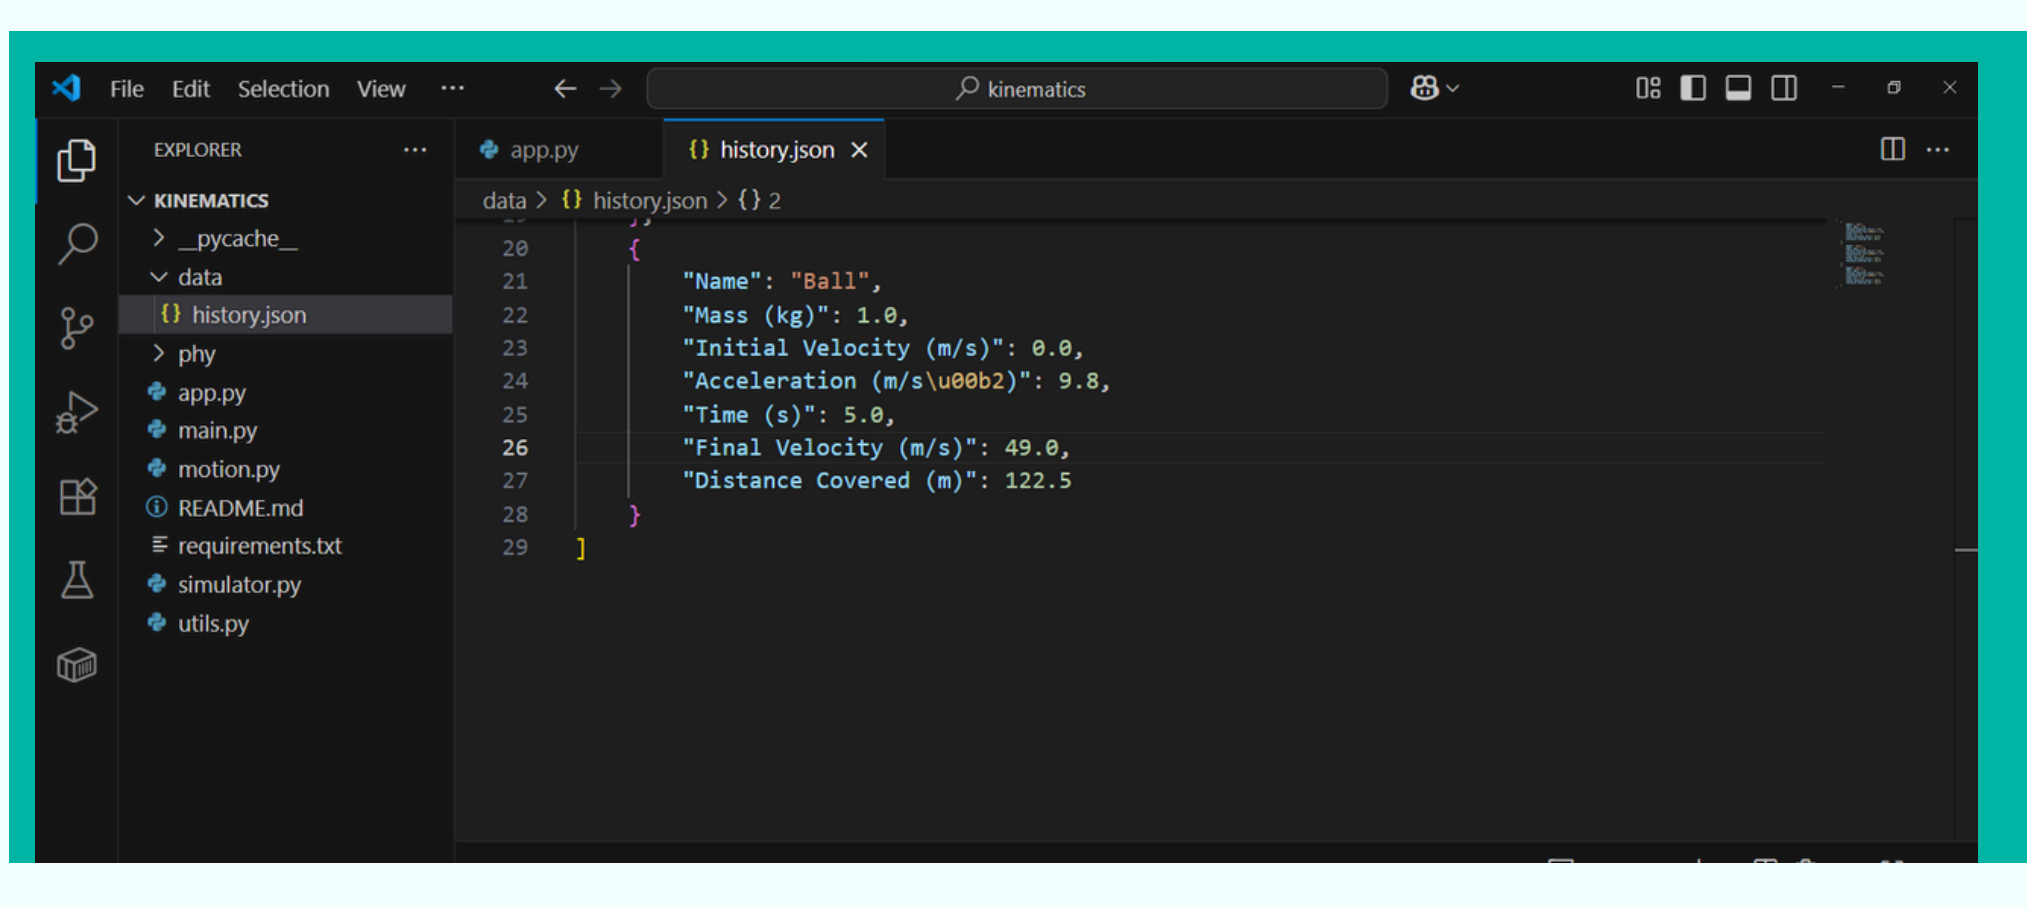 File Edit Selection View ··· kinematics
EXPLORER ···
app.py
history.json
KINEMATICS
data > {} history.json > {} 2
__pycache__
data
{} history.json
phy
app.py
main.py
motion.py
README.md
requirements.txt
simulator.py
utils.py
20 {
21 "Name": "Ball",
22 "Mass (kg)": 1.0,
23 "Initial Velocity (m/s)": 0.0,
24 "Acceleration (m/s\u00b2)": 9.8,
25 "Time (s)": 5.0,
26 "Final Velocity (m/s)": 49.0,
27 "Distance Covered (m)": 122.5
28 }
29 ]